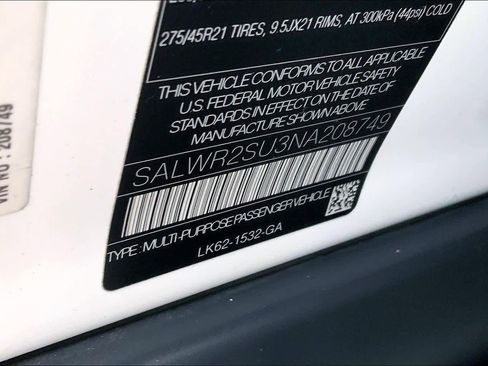 275/45R21 TIRES, 9.5JX21 RIMS, AT 300kPa (44psi) COLD
THIS VEHICLE CONFORMS TO ALL APPLICABLE
U.S. FEDERAL MOTOR VEHICLE SAFETY
STANDARDS IN EFFECT ON THE DATE OF
MANUFACTURE SHOWN ABOVE
SALWR2SU3NA208749
TYPE: MULTI-PURPOSE PASSENGER VEHICLE
LK62-1532-GA
VIN No : 208749